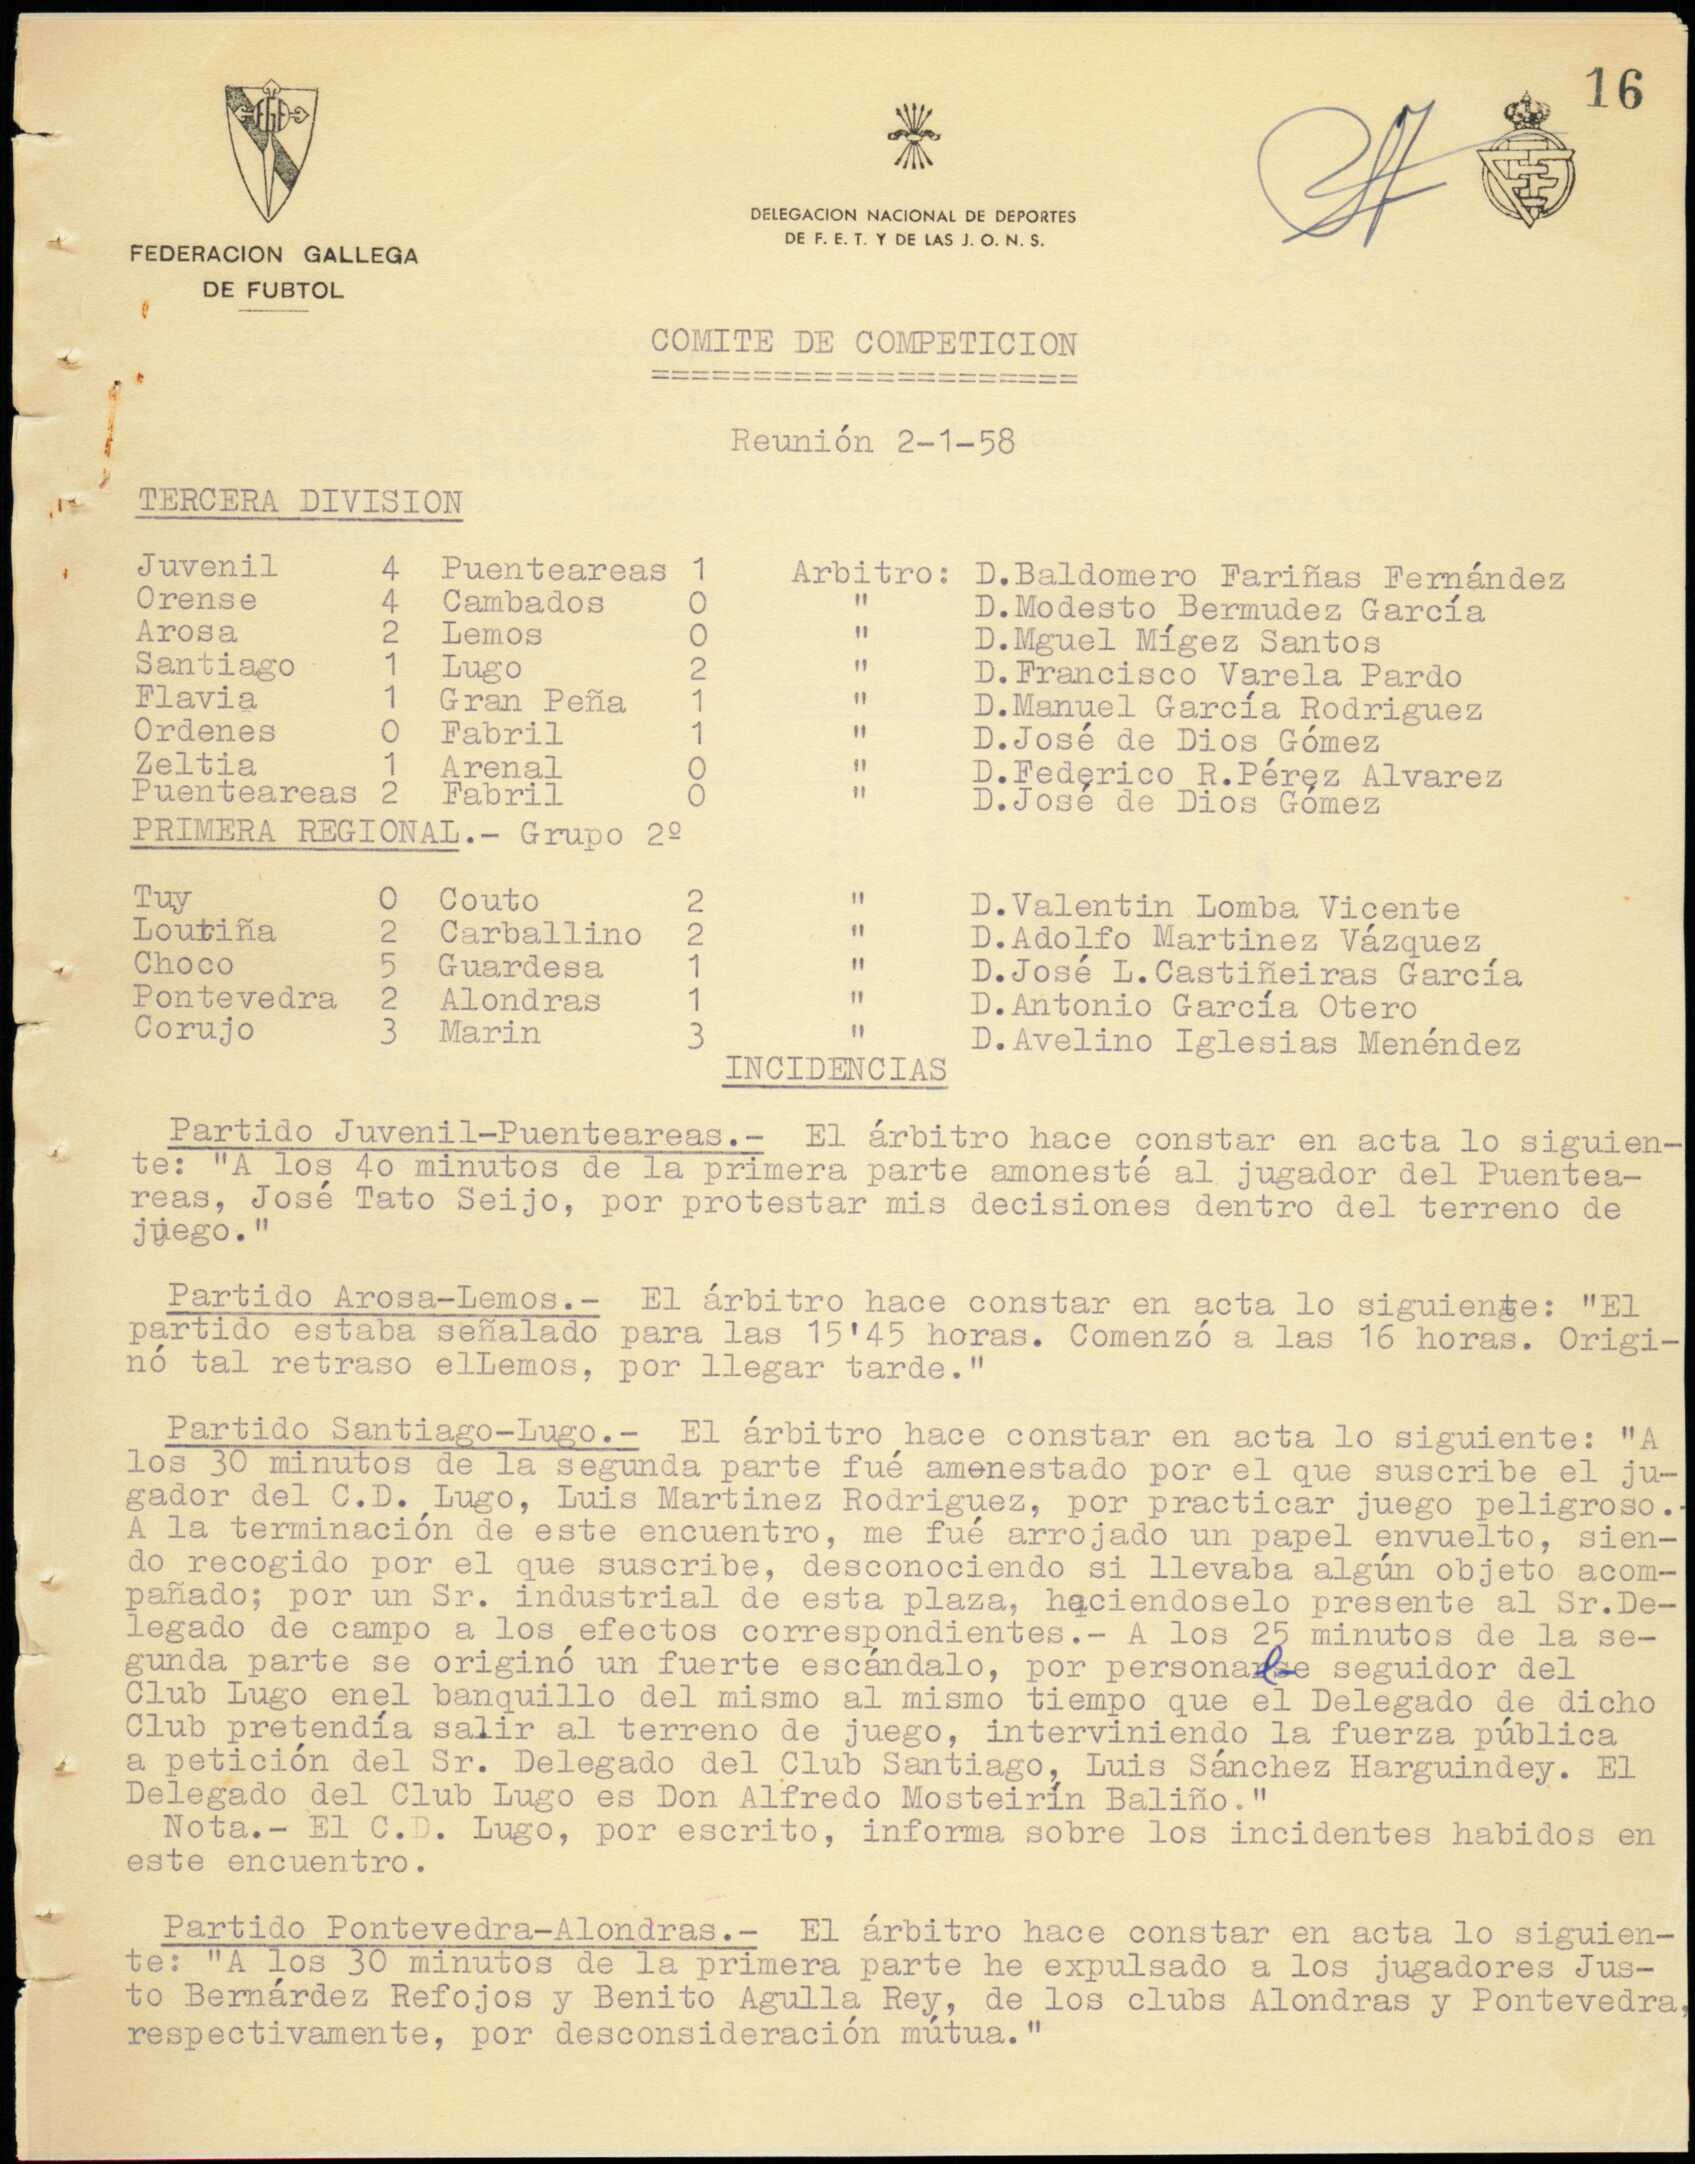 16
FGF
FEDERACION GALLEGA
DE FUBTOL
DELEGACION NACIONAL DE DEPORTES
DE F. E. T. Y DE LAS J. O. N. S.
COMITE DE COMPETICION
=====================
Reunión 2-1-58
TERCERA DIVISION
Juvenil 4 Puenteareas 1 Arbitro: D.Baldomero Fariñas Fernández
Orense 4 Cambados 0 " D.Modesto Bermudez García
Arosa 2 Lemos 0 " D.Mguel Mígez Santos
Santiago 1 Lugo 2 " D.Francisco Varela Pardo
Flavia 1 Gran Peña 1 " D.Manuel García Rodriguez
Ordenes 0 Fabril 1 " D.José de Dios Gómez
Zeltia 1 Arenal 0 " D.Federico R.Pérez Alvarez
Puenteareas 2 Fabril 0 " D.José de Dios Gómez
PRIMERA REGIONAL.- Grupo 2º
Tuy 0 Couto 2 " D.Valentin Lomba Vicente
Louriña 2 Carballino 2 " D.Adolfo Martinez Vázquez
Choco 5 Guardesa 1 " D.José L.Castiñeiras García
Pontevedra 2 Alondras 1 " D.Antonio García Otero
Corujo 3 Marin 3 " D.Avelino Iglesias Menéndez
INCIDENCIAS
Partido Juvenil-Puenteareas.- El árbitro hace constar en acta lo siguien-
te: "A los 4o minutos de la primera parte amonesté al jugador del Puentea-
reas, José Tato Seijo, por protestar mis decisiones dentro del terreno de
juego."
Partido Arosa-Lemos.- El árbitro hace constar en acta lo siguiente: "El
partido estaba señalado para las 15'45 horas. Comenzó a las 16 horas. Origi-
nó tal retraso elLemos, por llegar tarde."
Partido Santiago-Lugo.- El árbitro hace constar en acta lo siguiente: "A
los 30 minutos de la segunda parte fué amonestado por el que suscribe el ju-
gador del C.D. Lugo, Luis Martinez Rodriguez, por practicar juego peligroso.-
A la terminación de este encuentro, me fué arrojado un papel envuelto, sien-
do recogido por el que suscribe, desconociendo si llevaba algún objeto acom-
pañado; por un Sr. industrial de esta plaza, haciendoselo presente al Sr.De-
legado de campo a los efectos correspondientes.- A los 25 minutos de la se-
gunda parte se originó un fuerte escándalo, por personarse seguidor del
Club Lugo enel banquillo del mismo al mismo tiempo que el Delegado de dicho
Club pretendía salir al terreno de juego, interviniendo la fuerza pública
a petición del Sr. Delegado del Club Santiago, Luis Sánchez Harguindey. El
Delegado del Club Lugo es Don Alfredo Mosteirín Baliño."
Nota.- El C.D. Lugo, por escrito, informa sobre los incidentes habidos en
este encuentro.
Partido Pontevedra-Alondras.- El árbitro hace constar en acta lo siguien-
te: "A los 30 minutos de la primera parte he expulsado a los jugadores Jus-
to Bernárdez Refojos y Benito Agulla Rey, de los clubs Alondras y Pontevedra,
respectivamente, por desconsideración mútua."